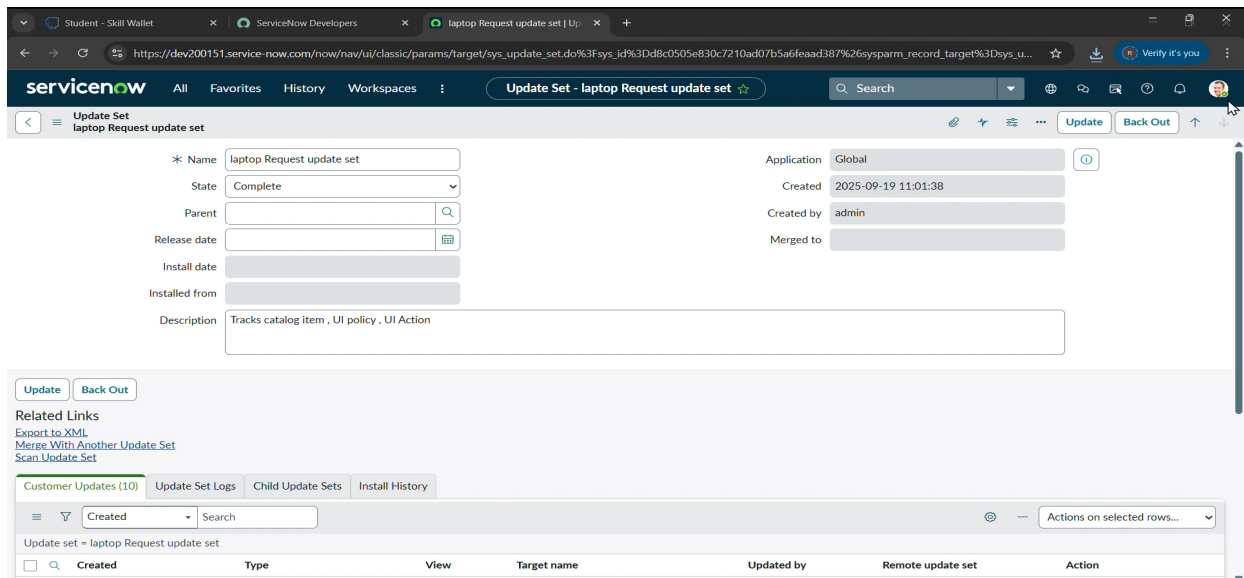 Student - Skill Wallet
ServiceNow Developers
laptop Request update set | Up
https://dev200151.service-now.com/now/nav/ui/classic/params/target/sys_update_set.do%3Fsys_id%3Dd8c0505e830c7210ad07b5a6feaad387%26sysparm_record_target%3Dsys_u...
n Verify it's you
servicenow All Favorites History Workspaces Update Set - laptop Request update set Search
Update Set
laptop Request update set
Update Back Out
Name laptop Request update set Application Global
State Complete Created 2025-09-19 11:01:38
Parent Created by admin
Release date Merged to
Install date
Installed from
Description Tracks catalog item , UI policy , UI Action
Update Back Out
Related Links
Export to XML
Merge With Another Update Set
Scan Update Set
Customer Updates (10) Update Set Logs Child Update Sets Install History
Created Search Actions on selected rows...
Update set = laptop Request update set
Created Type View Target name Updated by Remote update set Action